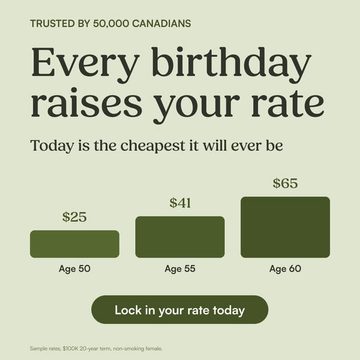 TRUSTED BY 50,000 CANADIANS
Every birthday
raises your rate
Today is the cheapest it will ever be
$65
$41
$25
Age 50 Age 55 Age 60
Lock in your rate today
Sample rates, $100K 20-year term, non-smoking female.